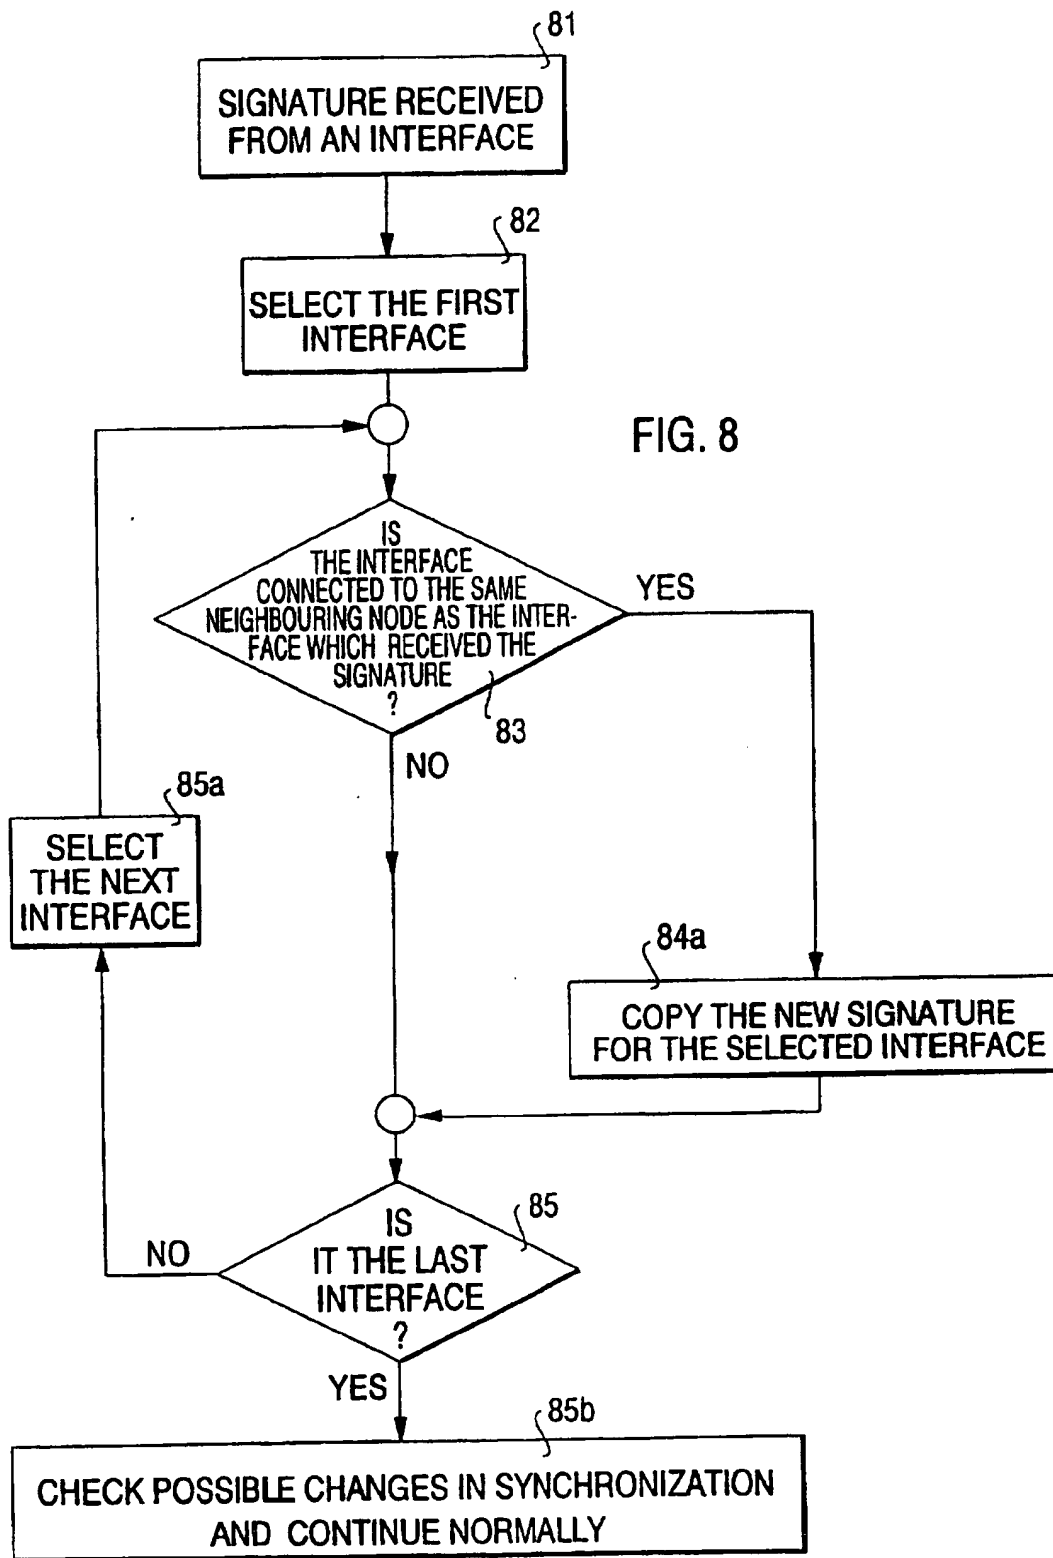 81
SIGNATURE RECEIVED
FROM AN INTERFACE
82
SELECT THE FIRST
INTERFACE
FIG. 8
IS
THE INTERFACE
CONNECTED TO THE SAME
NEIGHBOURING NODE AS THE INTER-
FACE WHICH RECEIVED THE
SIGNATURE
?
YES
83
NO
85a
SELECT
THE NEXT
INTERFACE
84a
COPY THE NEW SIGNATURE
FOR THE SELECTED INTERFACE
85
IS
IT THE LAST
INTERFACE
?
NO
YES
85b
CHECK POSSIBLE CHANGES IN SYNCHRONIZATION
AND CONTINUE NORMALLY